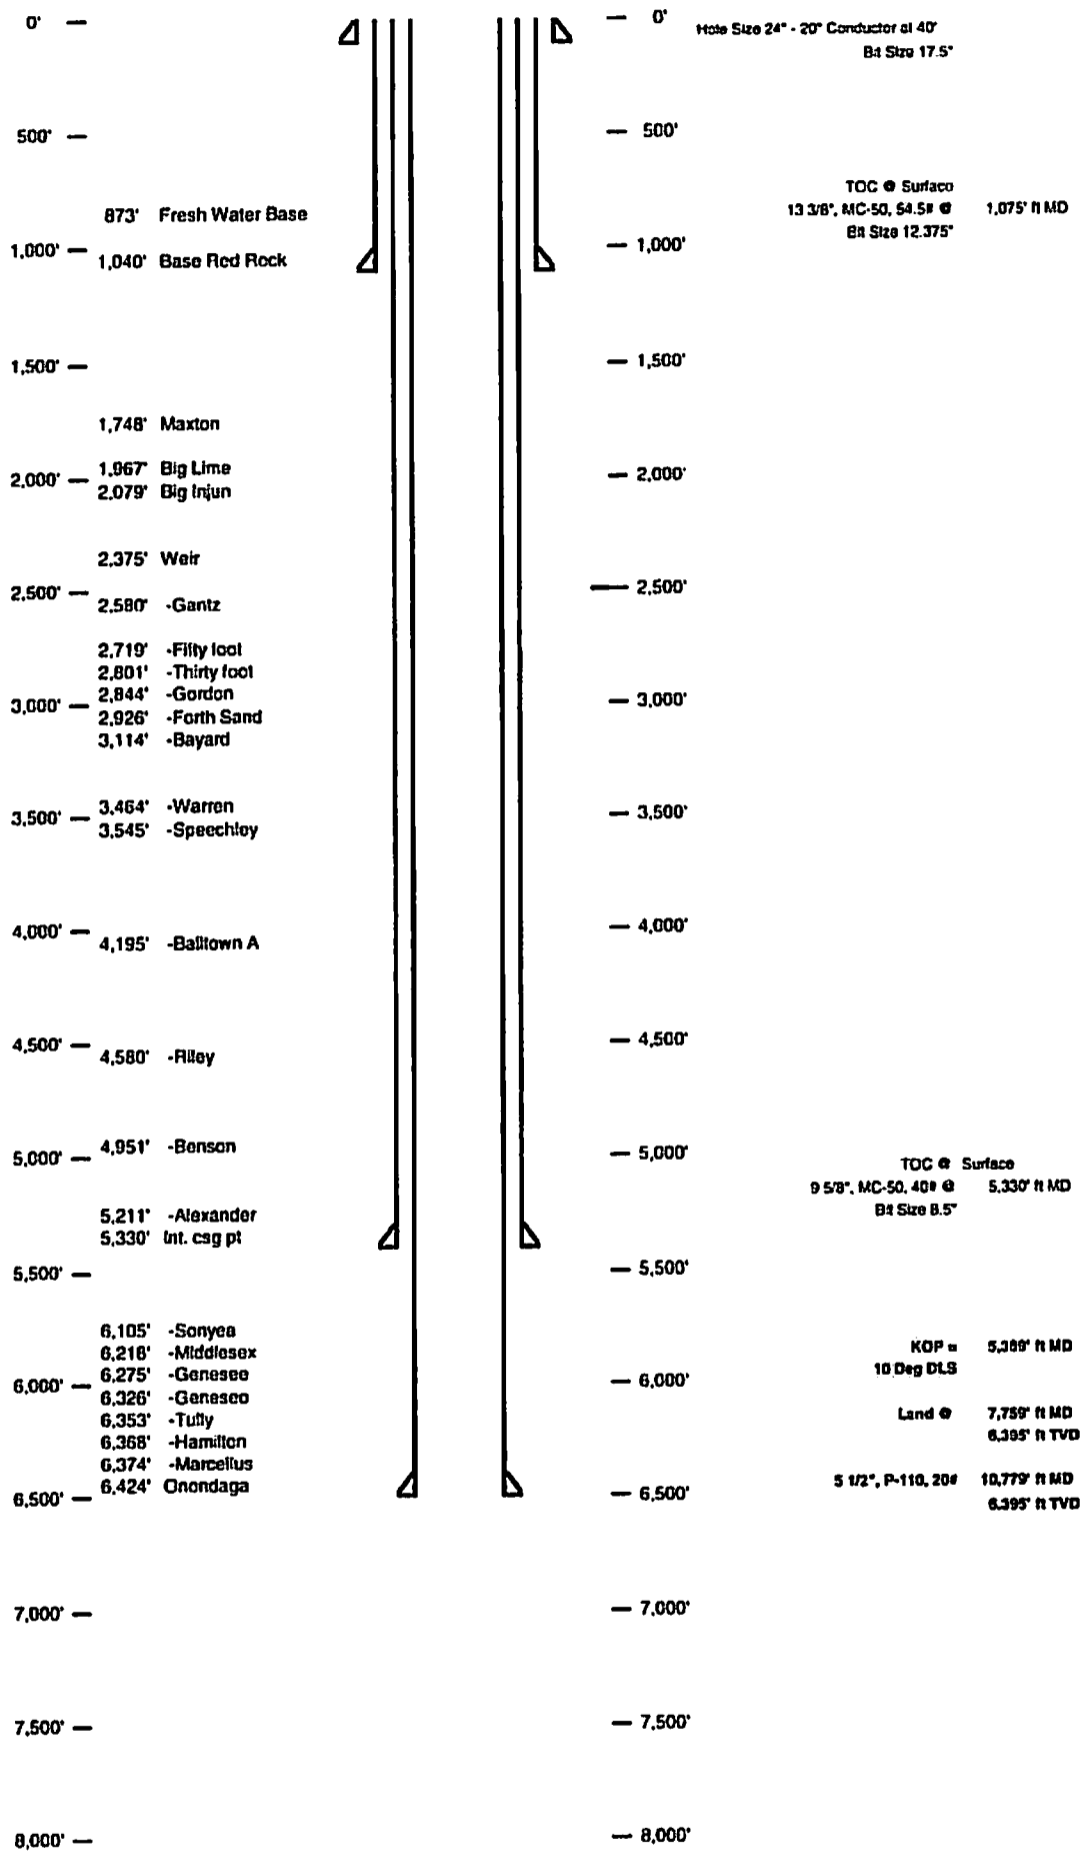 0' 0'
Hole Size 24" - 20" Conductor at 40'
Bit Size 17.5"
500' 500'
TOC @ Surface
873' Fresh Water Base
13 3/8", MC-50, 54.5# @ 1,075' ft MD
Bit Size 12.375"
1,000' 1,000'
1,040' Base Red Rock
1,500' 1,500'
1,748' Maxton
1,967' Big Lime
2,000' 2,000'
2,079' Big Injun
2,375' Weir
2,500' 2,500'
2,580' -Gantz
2,719' -Fifty foot
2,801' -Thirty foot
2,844' -Gordon
3,000' 3,000'
2,926' -Forth Sand
3,114' -Bayard
3,464' -Warren
3,500' 3,500'
3,545' -Speechley
4,000' 4,000'
4,195' -Balltown A
4,500' 4,500'
4,580' -Riley
4,951' -Benson
5,000' 5,000'
TOC @ Surface
9 5/8", MC-50, 40# @ 5,330' ft MD
Bit Size 8.5"
5,211' -Alexander
5,330' Int. csg pt
5,500' 5,500'
6,105' -Sonyea
KOP = 5,389' ft MD
6,218' -Middlesex
10 Deg DLS
6,275' -Genesee
6,000' 6,000'
6,326' -Geneseo
Land @ 7,759' ft MD
6,353' -Tully
6,395' ft TVD
6,368' -Hamilton
6,374' -Marcellus
5 1/2", P-110, 20# 10,779' ft MD
6,424' Onondaga
6,500' 6,500'
6,395' ft TVD
7,000' 7,000'
7,500' 7,500'
8,000' 8,000'